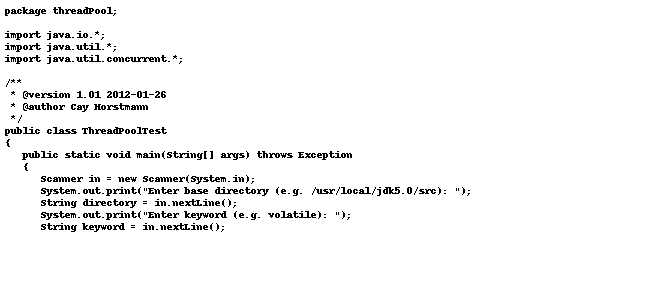 package threadPool;

import java.io.*;
import java.util.*;
import java.util.concurrent.*;

/**
 * @version 1.01 2012-01-26
 * @author Cay Horstmann
 */
public class ThreadPoolTest
{
   public static void main(String[] args) throws Exception
   {
      Scanner in = new Scanner(System.in);
      System.out.print("Enter base directory (e.g. /usr/local/jdk5.0/src): ");
      String directory = in.nextLine();
      System.out.print("Enter keyword (e.g. volatile): ");
      String keyword = in.nextLine();